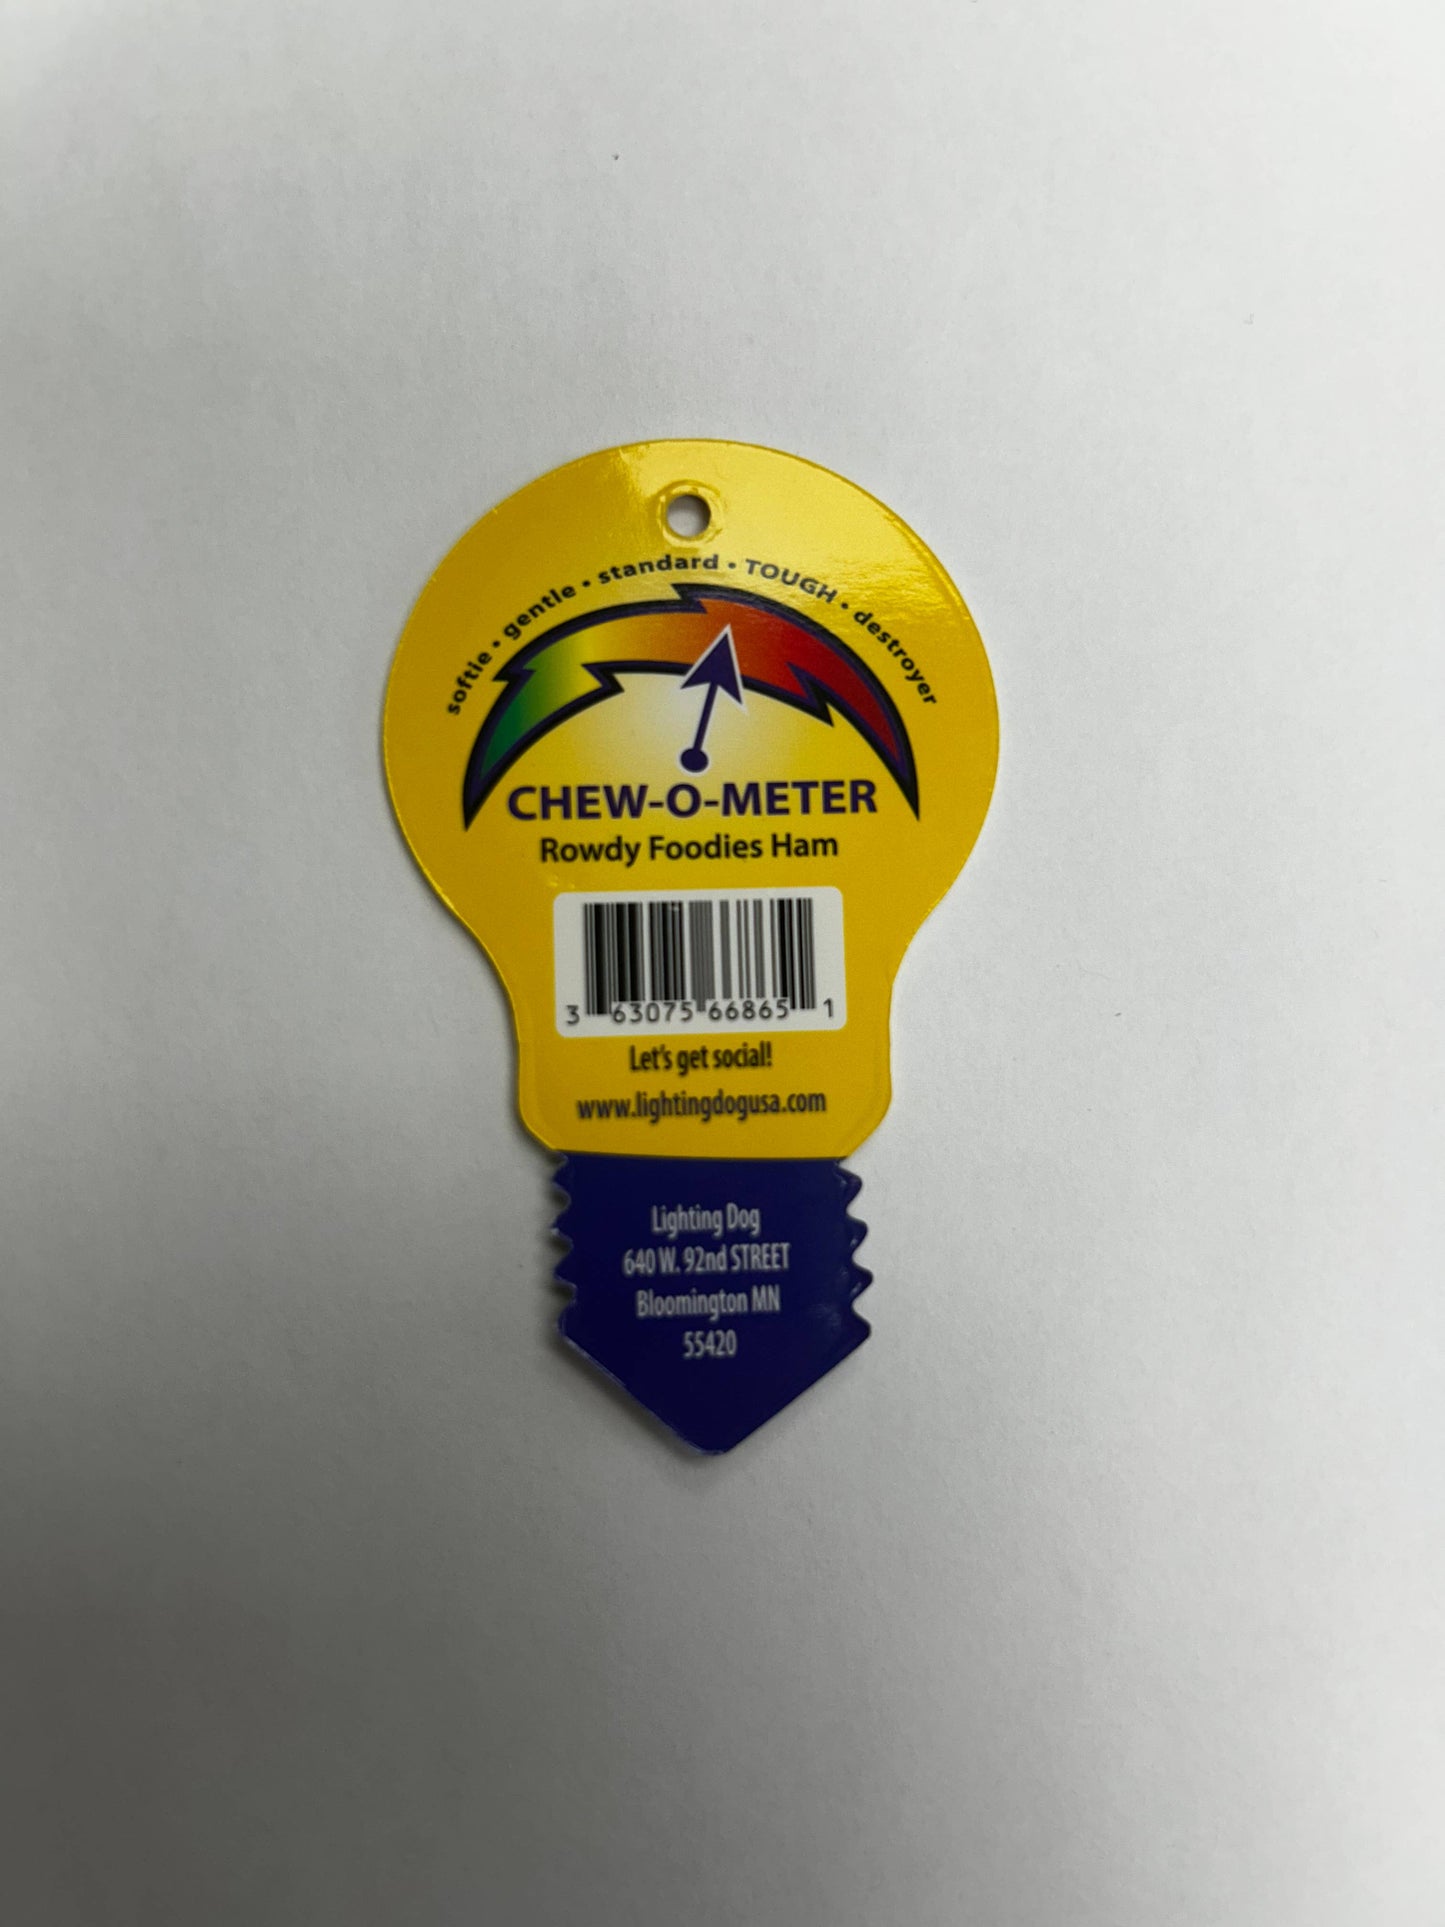 softie • gentle • standard • TOUGH • destroyer
CHEW-O-METER
Rowdy Foodies Ham
3 63075 66865 1
Let's get social!
www.lightingdogusa.com
Lighting Dog
640 W. 92nd STREET
Bloomington MN
55420